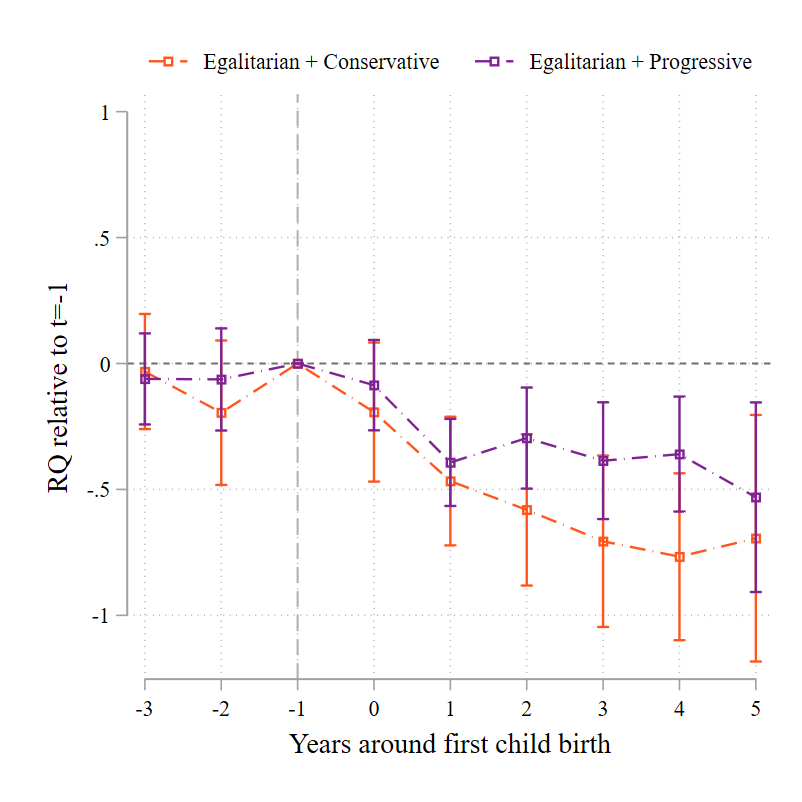 Egalitarian + Conservative
Egalitarian + Progressive
1
.5
0
-.5
-1
RQ relative to t=-1
-3 -2 -1 0 1 2 3 4 5
Years around first child birth